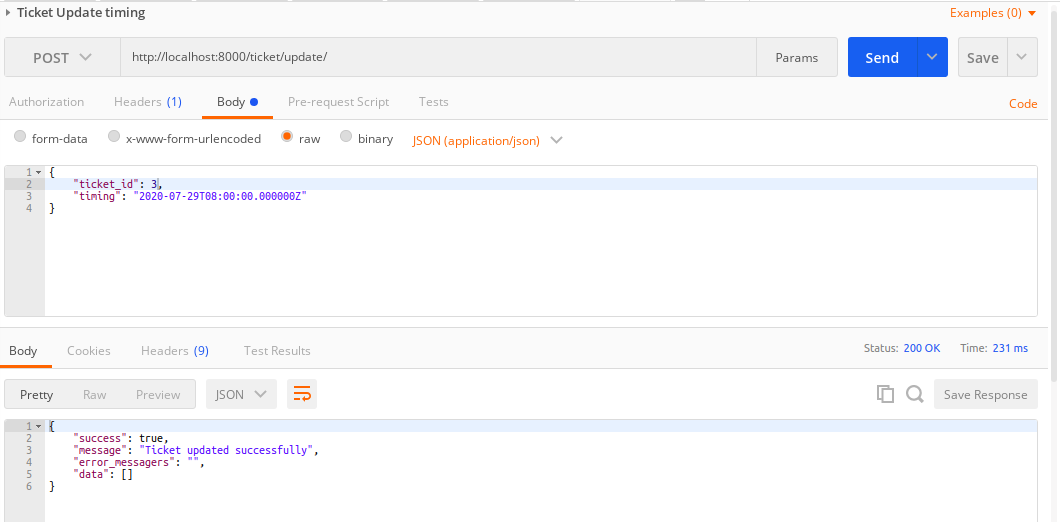 Ticket Update timing
Examples (0)
POST http://localhost:8000/ticket/update/ Params Send Save
Authorization Headers (1) Body Pre-request Script Tests Code
form-data x-www-form-urlencoded raw binary JSON (application/json)
1 {
2 "ticket_id": 3,
3 "timing": "2020-07-29T08:00:00.000000Z"
4 }
Body Cookies Headers (9) Test Results Status: 200 OK Time: 231 ms
Pretty Raw Preview JSON Save Response
1 {
2 "success": true,
3 "message": "Ticket updated successfully",
4 "error_messagers": "",
5 "data": []
6 }